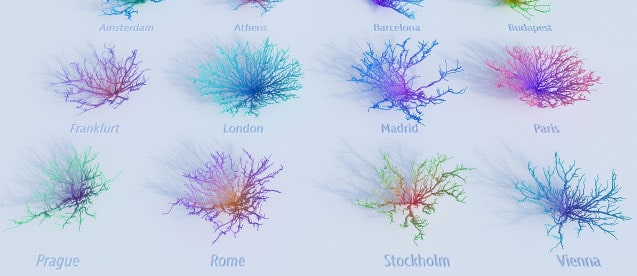 Amsterdam Athens Barcelona Budapest
Frankfurt London Madrid Paris
Prague Rome Stockholm Vienna